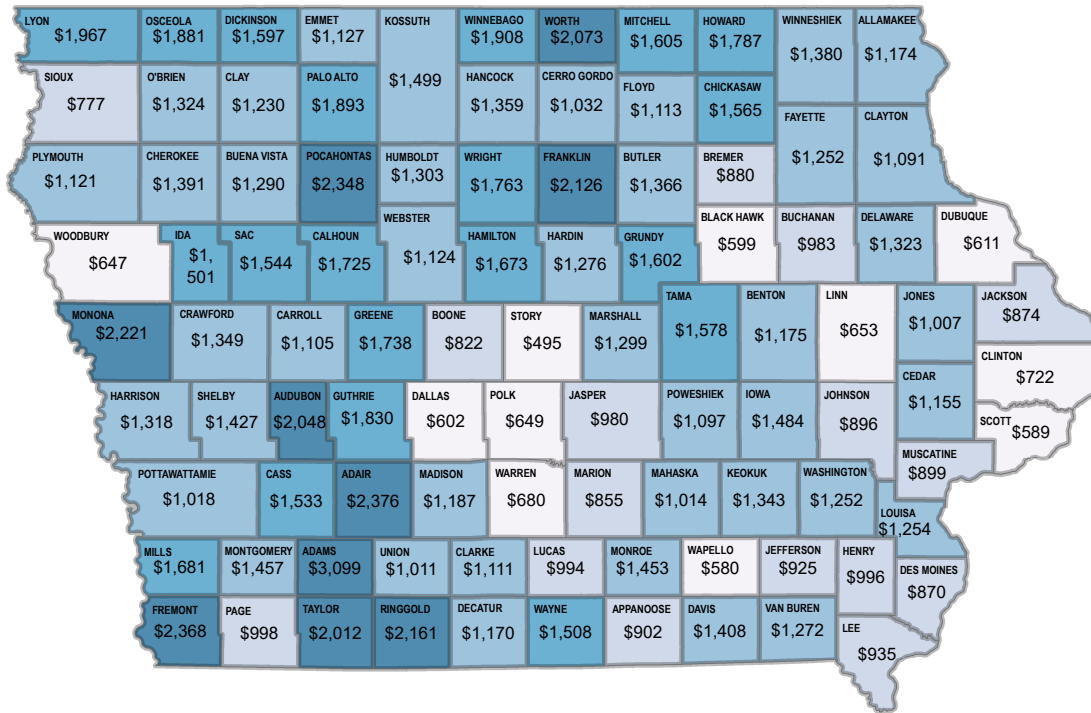 LYON
$1,967
OSCEOLA
$1,881
DICKINSON
$1,597
EMMET
$1,127
KOSSUTH
$1,499
WINNEBAGO
$1,908
WORTH
$2,073
MITCHELL
$1,605
HOWARD
$1,787
WINNESHIEK
$1,380
ALLAMAKEE
$1,174
SIOUX
$777
O'BRIEN
$1,324
CLAY
$1,230
PALO ALTO
$1,893
HANCOCK
$1,359
CERRO GORDO
$1,032
FLOYD
$1,113
CHICKASAW
$1,565
FAYETTE
$1,252
CLAYTON
$1,091
PLYMOUTH
$1,121
CHEROKEE
$1,391
BUENA VISTA
$1,290
POCAHONTAS
$2,348
HUMBOLDT
$1,303
WRIGHT
$1,763
FRANKLIN
$2,126
BUTLER
$1,366
BREMER
$880
WOODBURY
$647
IDA
$1,
501
SAC
$1,544
CALHOUN
$1,725
WEBSTER
$1,124
HAMILTON
$1,673
HARDIN
$1,276
GRUNDY
$1,602
BLACK HAWK
$599
BUCHANAN
$983
DELAWARE
$1,323
DUBUQUE
$611
MONONA
$2,221
CRAWFORD
$1,349
CARROLL
$1,105
GREENE
$1,738
BOONE
$822
STORY
$495
MARSHALL
$1,299
TAMA
$1,578
BENTON
$1,175
LINN
$653
JONES
$1,007
JACKSON
$874
CLINTON
$722
HARRISON
$1,318
SHELBY
$1,427
AUDUBON
$2,048
GUTHRIE
$1,830
DALLAS
$602
POLK
$649
JASPER
$980
POWESHIEK
$1,097
IOWA
$1,484
JOHNSON
$896
CEDAR
$1,155
SCOTT
$589
MUSCATINE
$899
POTTAWATTAMIE
$1,018
CASS
$1,533
ADAIR
$2,376
MADISON
$1,187
WARREN
$680
MARION
$855
MAHASKA
$1,014
KEOKUK
$1,343
WASHINGTON
$1,252
LOUISA
$1,254
MILLS
$1,681
MONTGOMERY
$1,457
ADAMS
$3,099
UNION
$1,011
CLARKE
$1,111
LUCAS
$994
MONROE
$1,453
WAPELLO
$580
JEFFERSON
$925
HENRY
$996
DES MOINES
$870
FREMONT
$2,368
PAGE
$998
TAYLOR
$2,012
RINGGOLD
$2,161
DECATUR
$1,170
WAYNE
$1,508
APPANOOSE
$902
DAVIS
$1,408
VAN BUREN
$1,272
LEE
$935